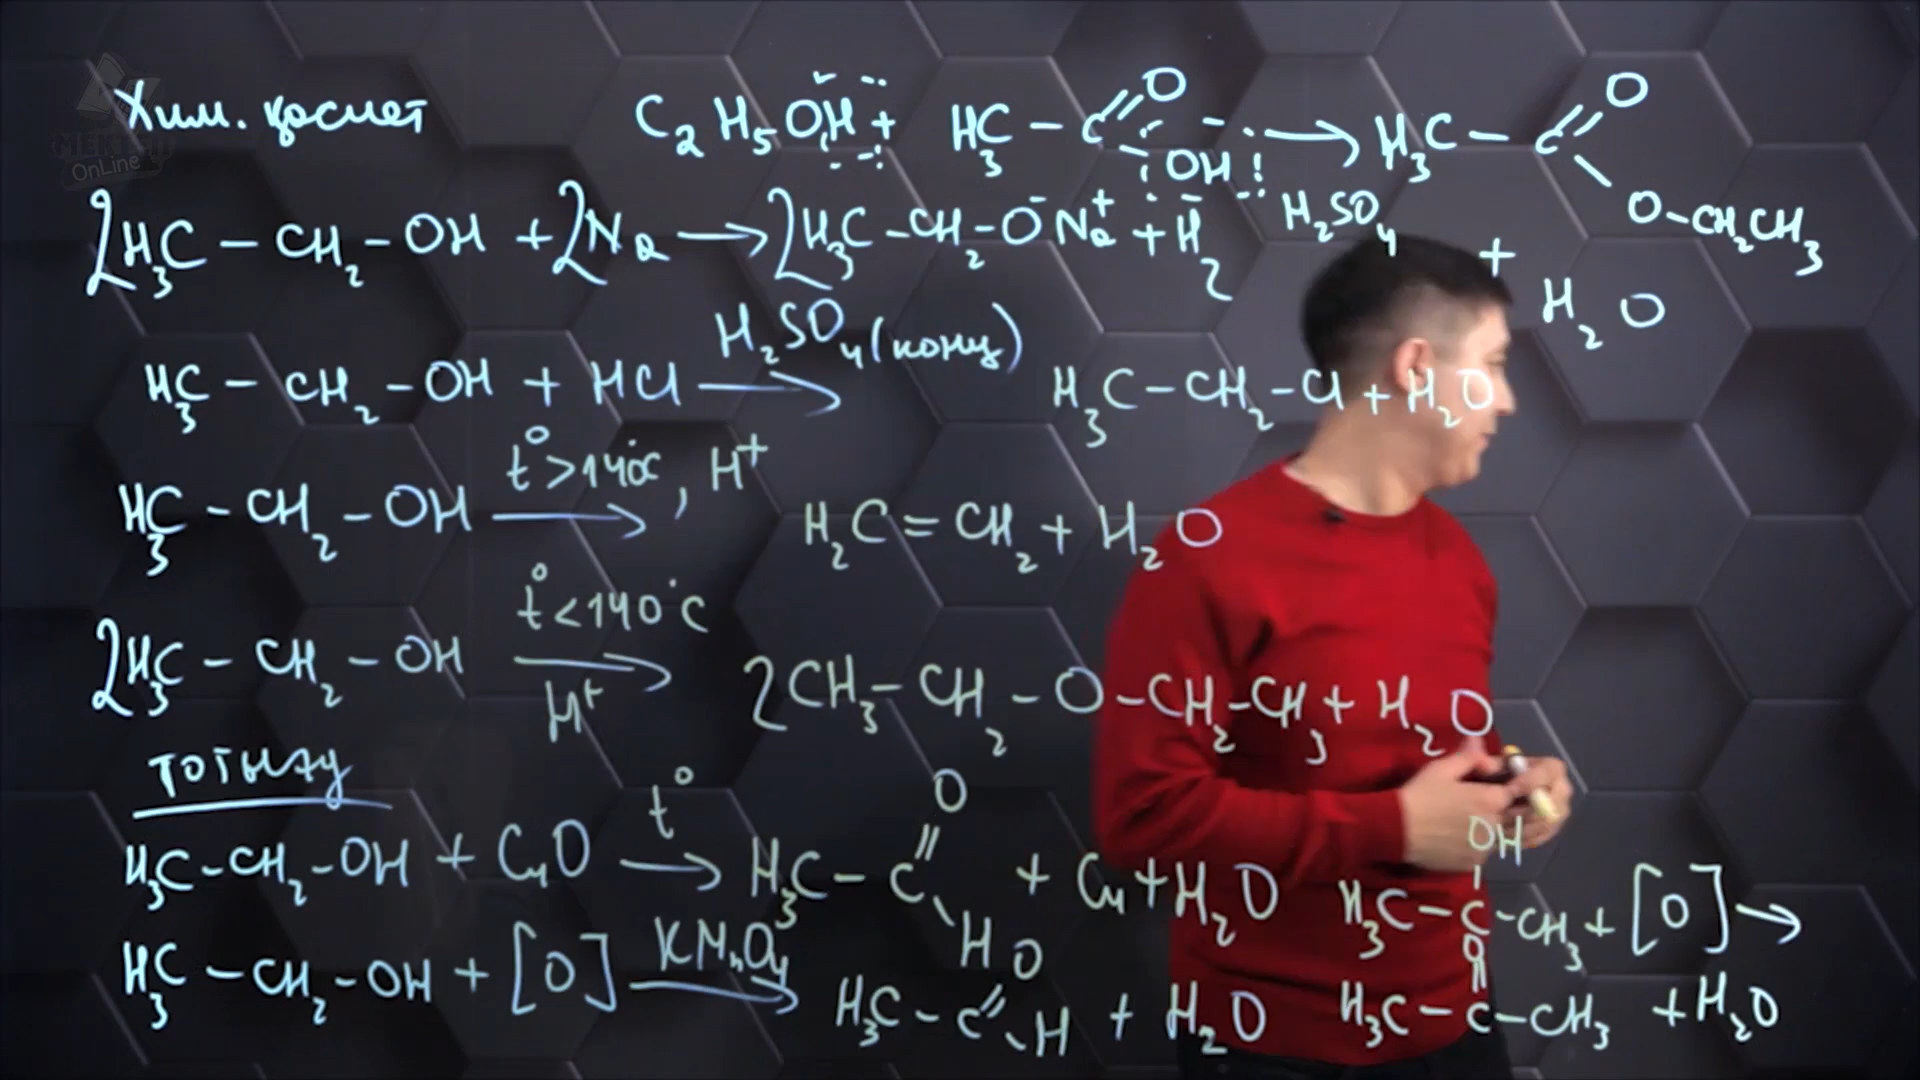 Хим. қасиет
C₂H₅OH + H₃C – C =O OH → H₃C – C =O O–CH₂CH₃
H₂SO₄
+ H₂O
2H₃C – CH₂ – OH + 2Na → 2H₃C – CH₂ – O⁻Na⁺ + H₂
H₃C – CH₂ – OH + HCl → H₂SO₄(конц) H₃C – CH₂ – Cl + H₂O
H₃C – CH₂ – OH → t°>140°C, H⁺ H₂C = CH₂ + H₂O
2H₃C – CH₂ – OH → t°<140°C H⁺ 2CH₃ – CH₂ – O – CH₂ – CH₃ + H₂O
тотығу
H₃C – CH₂ – OH + CuO → t° H₃C – C =O H + Cu + H₂O
H₃C – CH₂ – OH + [O] → KMnO₄ H₃C – C =O H + H₂O
OH
H₃C – C – CH₃ + [O] →
O
H₃C – C – CH₃ + H₂O
OnLine